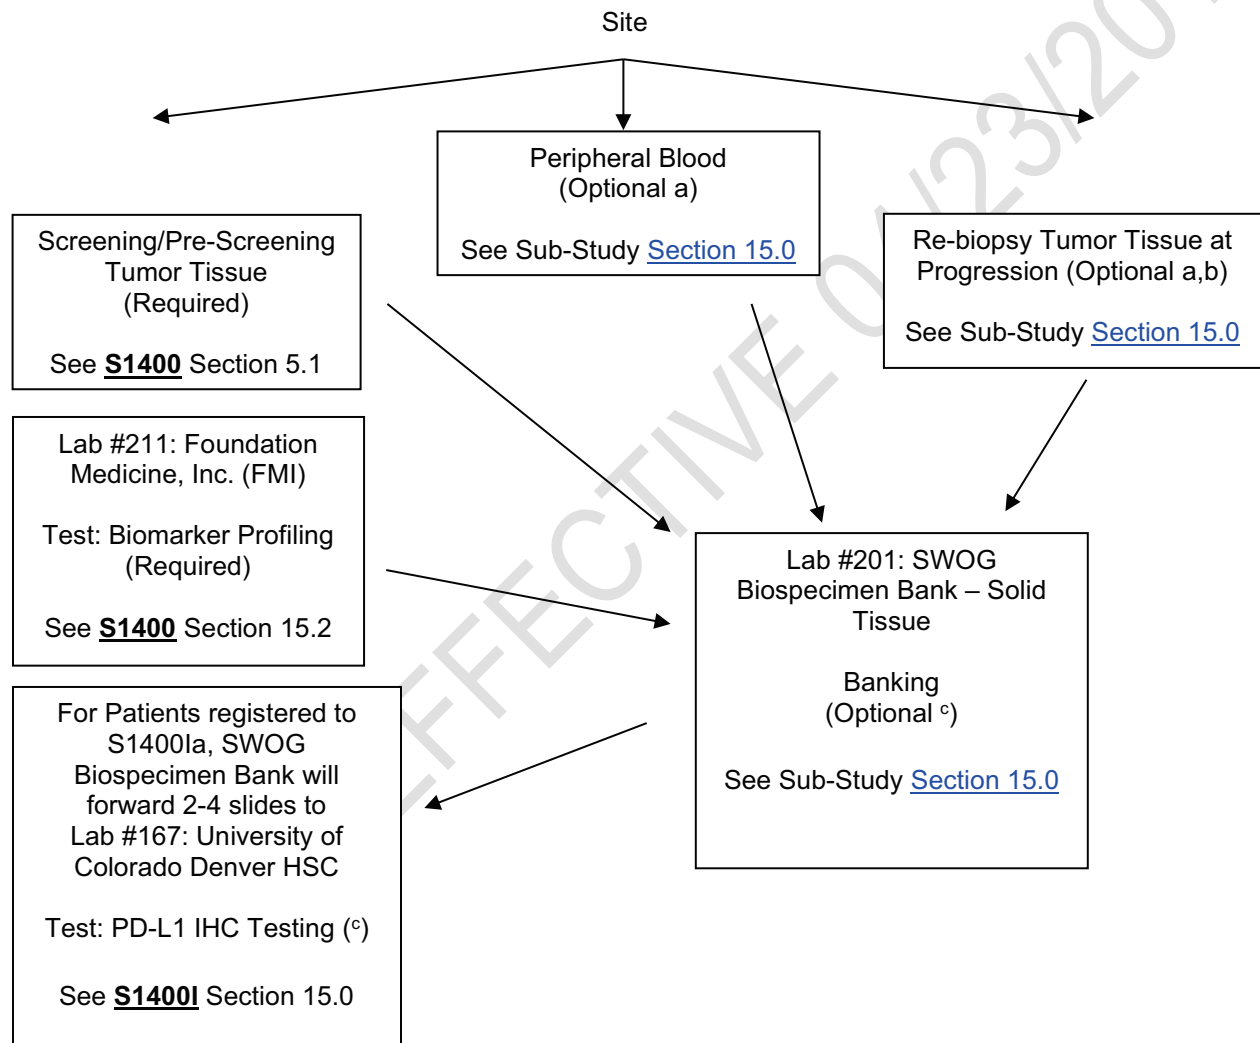 Site
Peripheral Blood
(Optional a)
See Sub-Study Section 15.0
Screening/Pre-Screening
Tumor Tissue
(Required)
See S1400 Section 5.1
Re-biopsy Tumor Tissue at
Progression (Optional a,b)
See Sub-Study Section 15.0
Lab #211: Foundation
Medicine, Inc. (FMI)
Test: Biomarker Profiling
(Required)
See S1400 Section 15.2
Lab #201: SWOG
Biospecimen Bank – Solid
Tissue
Banking
(Optional ᶜ)
See Sub-Study Section 15.0
For Patients registered to
S1400Ia, SWOG
Biospecimen Bank will
forward 2-4 slides to
Lab #167: University of
Colorado Denver HSC
Test: PD-L1 IHC Testing (ᶜ)
See S1400I Section 15.0
EFFECTIVE